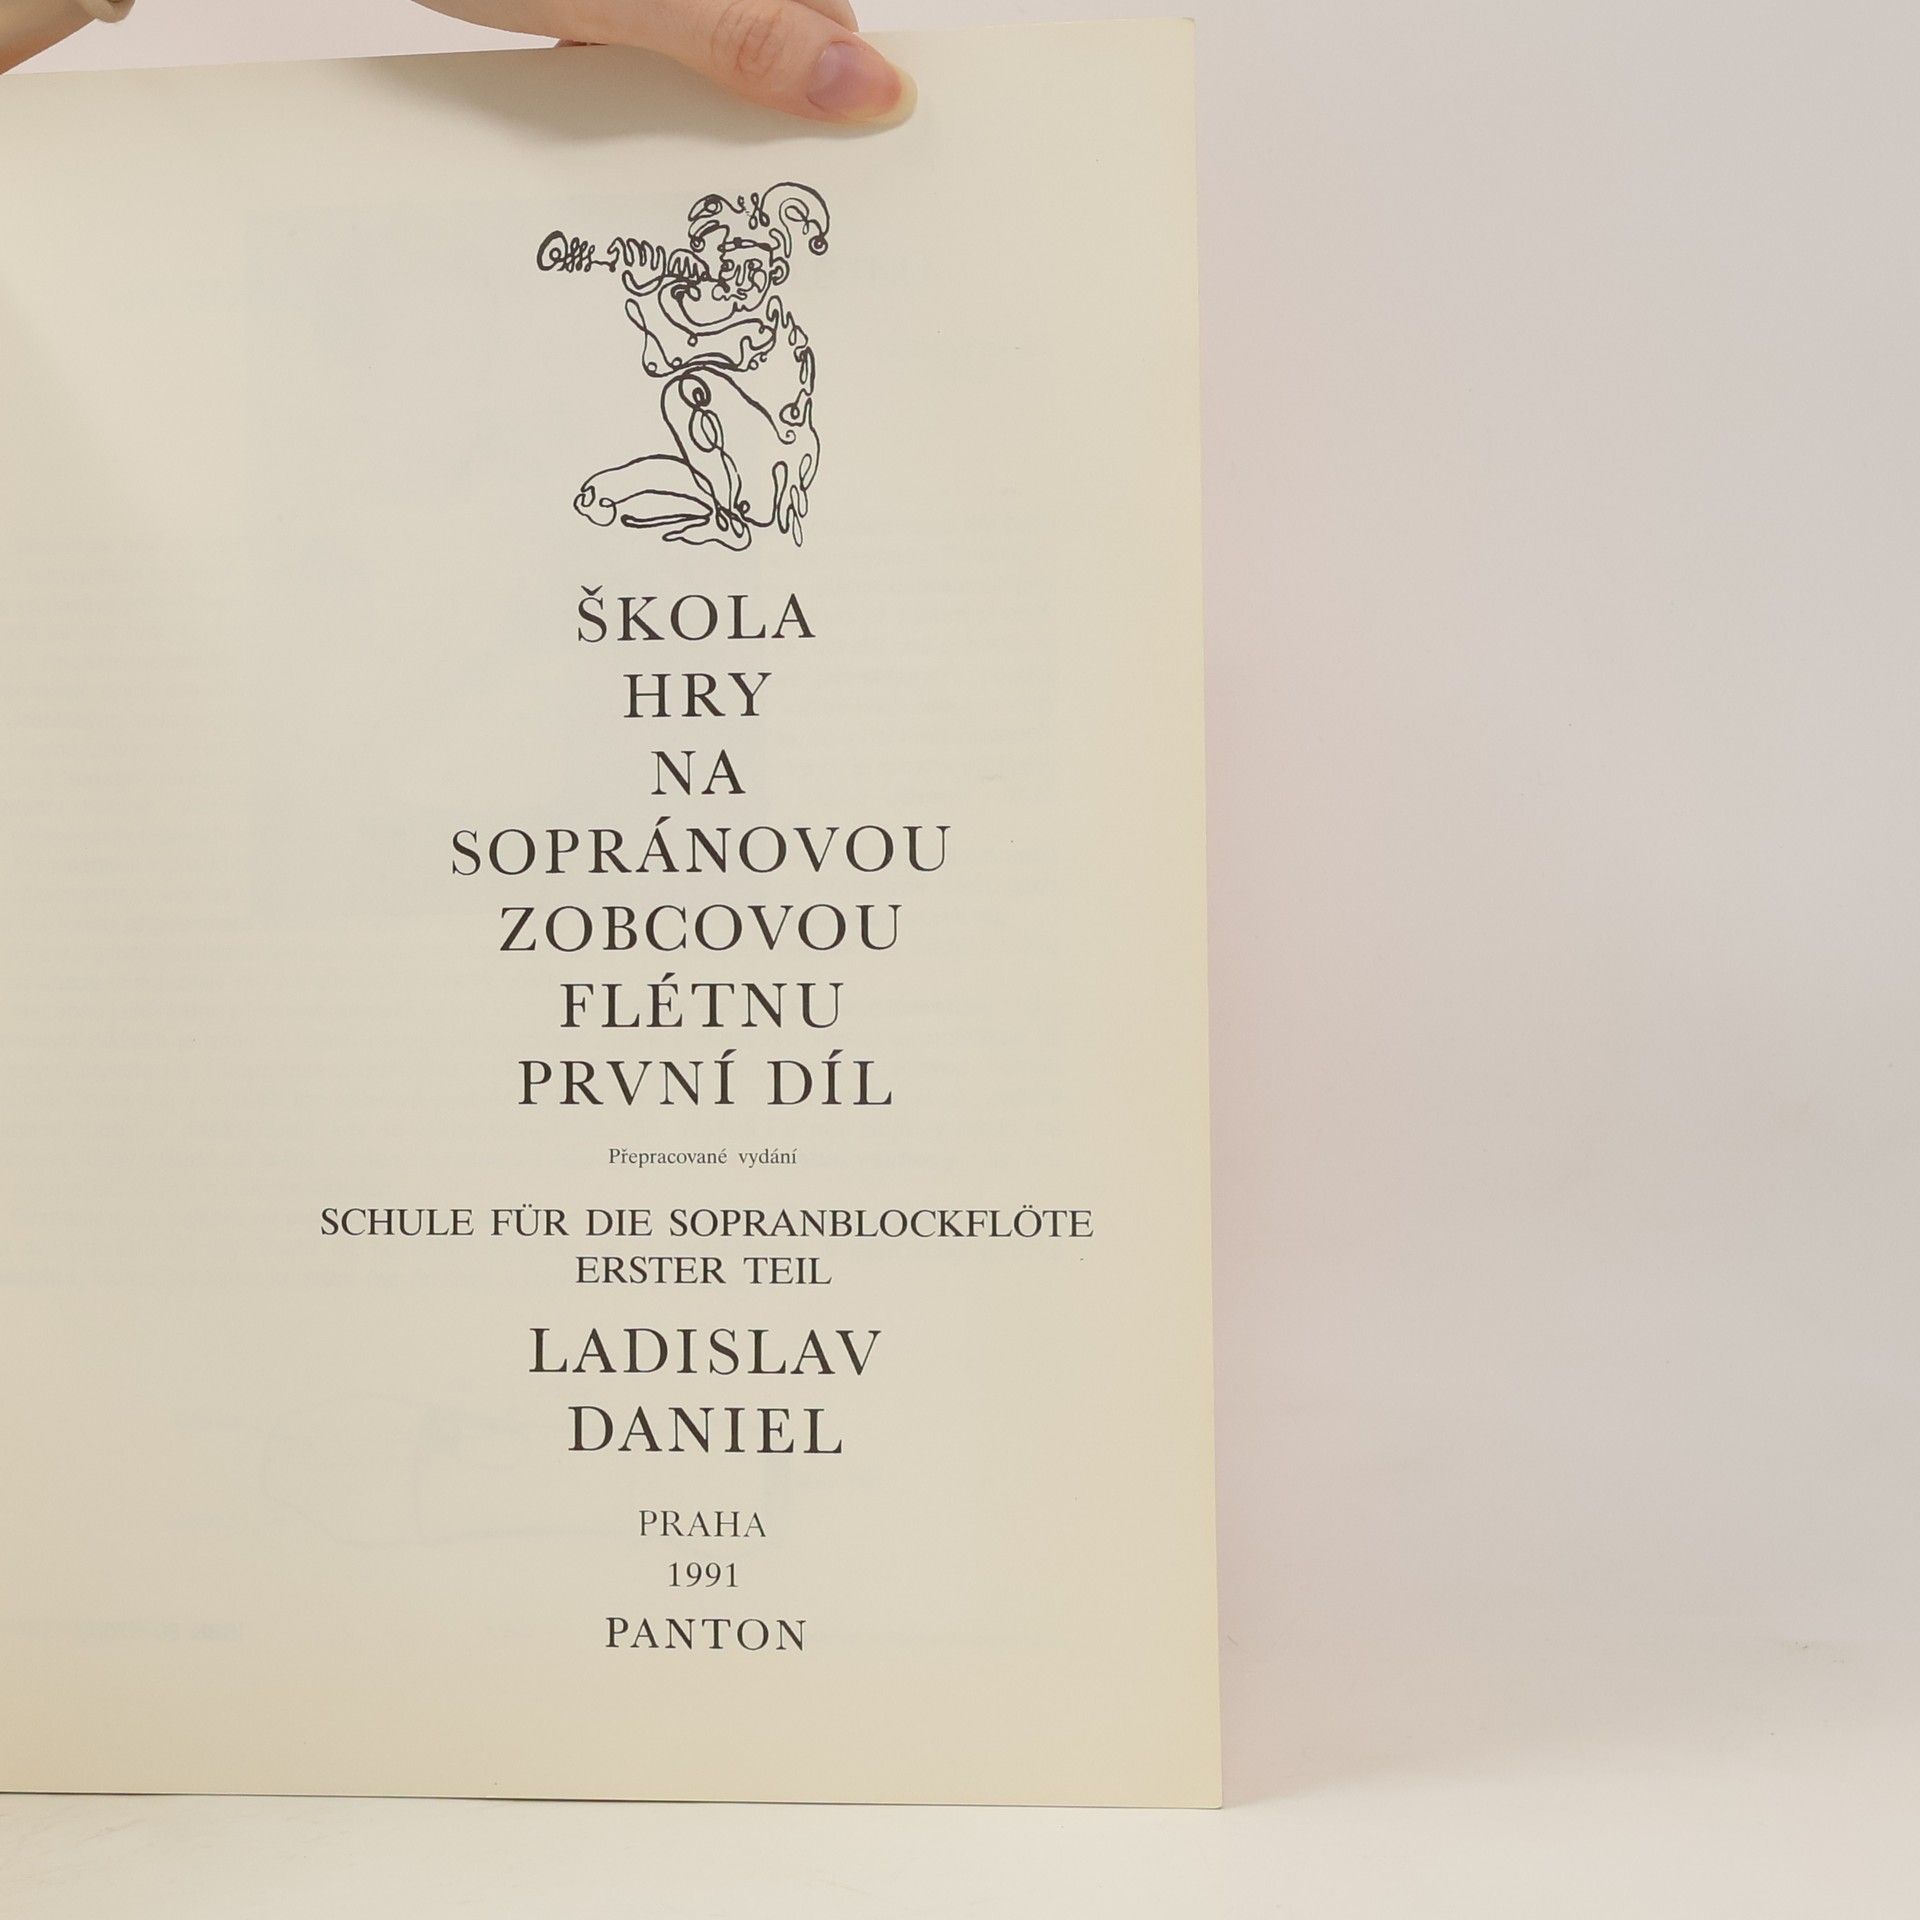 ŠKOLA
HRY
NA
SOPRÁNOVOU
ZOBCOVOU
FLÉTNU
PRVNÍ DÍL
Přepracované vydání
SCHULE FÜR DIE SOPRANBLOCKFLÖTE
ERSTER TEIL
LADISLAV
DANIEL
PRAHA
1991
PANTON